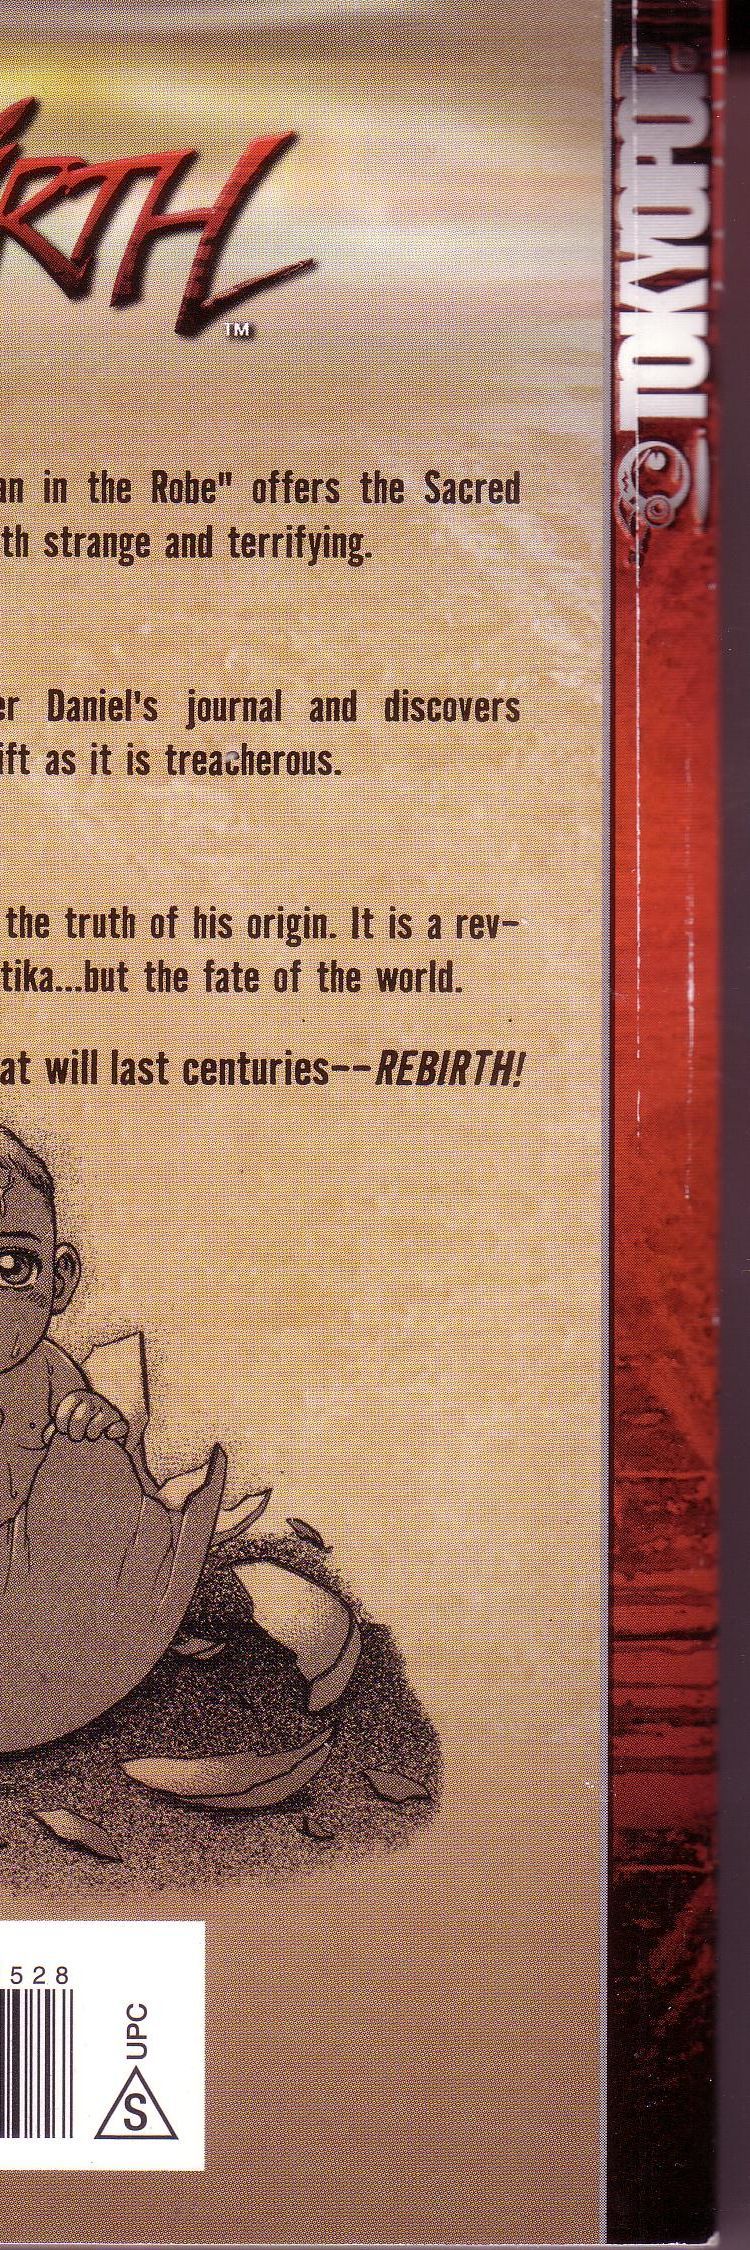 RTH
TM
TOKYOPOP
an in the Robe" offers the Sacred
th strange and terrifying.
er Daniel's journal and discovers
ift as it is treacherous.
the truth of his origin. It is a rev-
tika...but the fate of the world.
at will last centuries--REBIRTH!
528
UPC
S